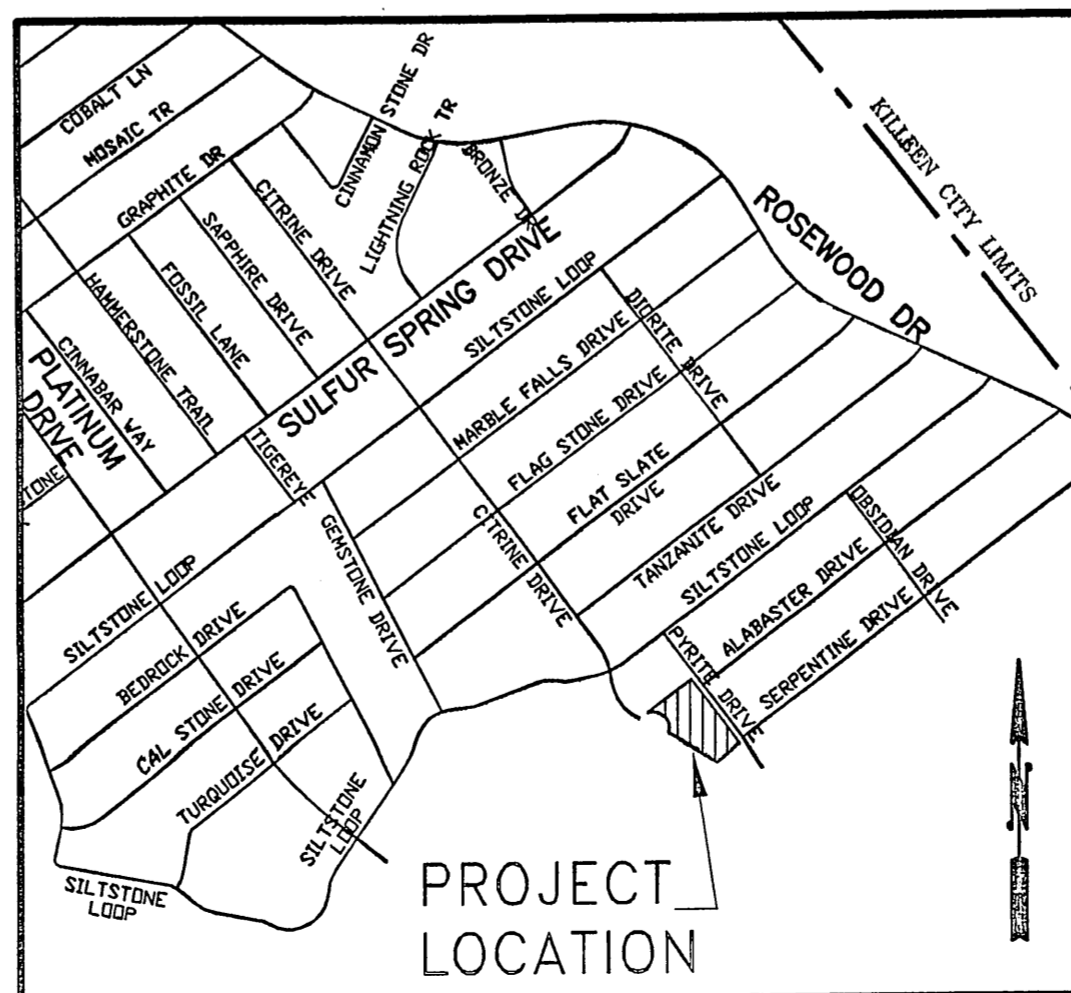 COBALT LN
MOSAIC TR
GRAPHITE DR
CINNAMON STONE DR
LIGHTNING ROCK TR
BRONZE DR
CITRINE DRIVE
SAPPHIRE DRIVE
FOSSIL LANE
HAMMERSTONE TRAIL
CINNABAR WAY
PLATINUM
DRIVE
STONE
SULFUR SPRING DRIVE
ROSEWOOD DR
KILLEEN CITY LIMITS
SILTSTONE LOOP
DIORITE DRIVE
MARBLE FALLS DRIVE
FLAG STONE DRIVE
FLAT SLATE
DRIVE
TIGEREYE
GEMSTONE DRIVE
CITRINE DRIVE
TANZANITE DRIVE
SILTSTONE LOOP
OBSIDIAN DRIVE
ALABASTER DRIVE
SERPENTINE DRIVE
PYRITE DRIVE
SILTSTONE LOOP
BEDROCK DRIVE
CAL STONE DRIVE
TURQUOISE DRIVE
SILTSTONE
LOOP
SILTSTONE
LOOP
PROJECT
LOCATION
N